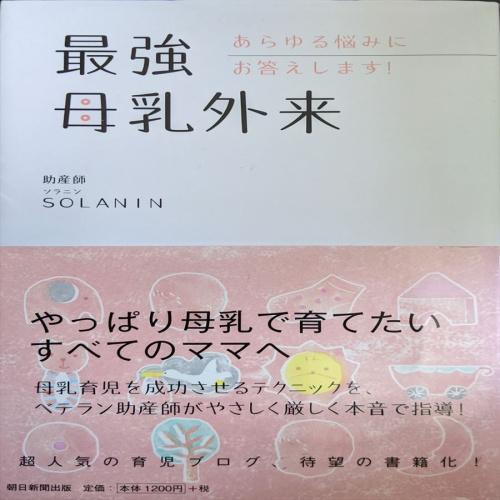 あらゆる悩みに
お答えします!
最強
母乳外来
助産師
ソラニン
SOLANIN
やっぱり母乳で育てたい
すべてのママへ
母乳育児を成功させるテクニックを、
ベテラン助産師がやさしく厳しく本音で指導!
超人気の育児ブログ、待望の書籍化!
朝日新聞出版 定価:[本体1200円]+税